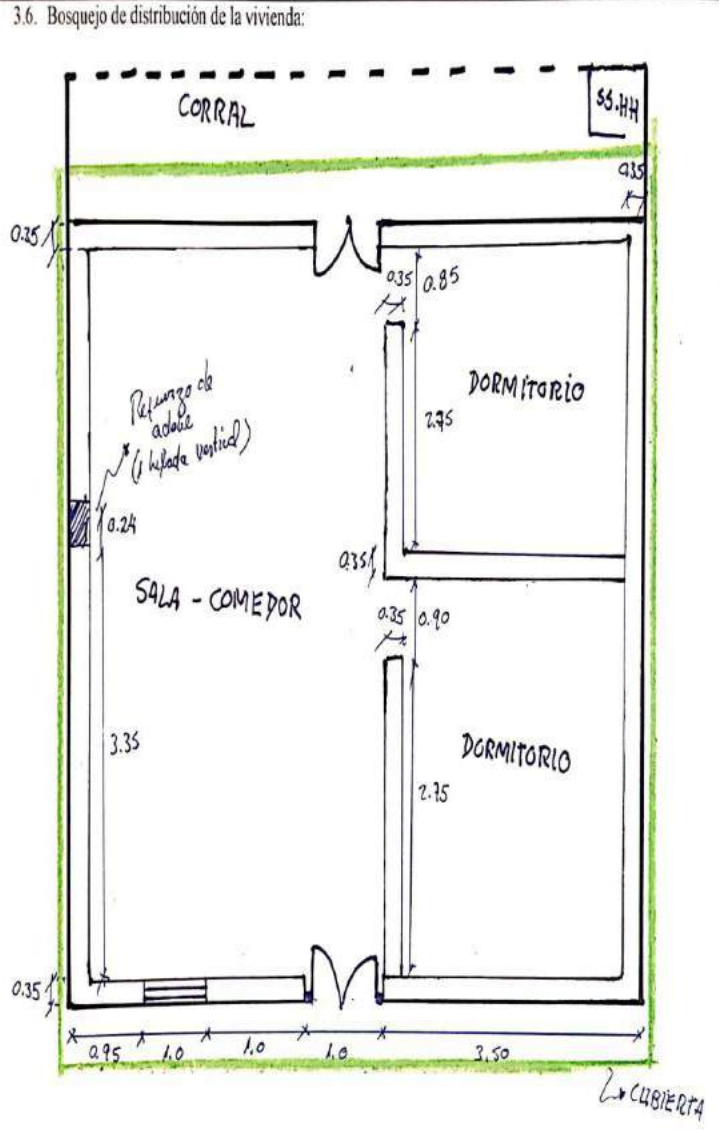 3.6. Bosquejo de distribución de la vivienda:
CORRAL
SS.HH
0.35
0.35
0.35
0.85
DORMITORIO
Refuerzo de
adobe
(1 hilada vertical)
2.75
0.24
0.35
SALA - COMEDOR
0.35
0.90
3.35
DORMITORIO
2.75
0.35
0.95
1.0
1.0
1.0
3.50
CUBIERTA